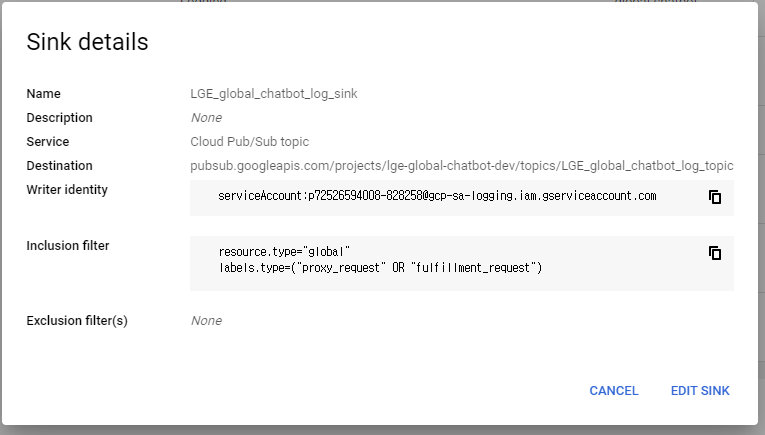 Sink details
Name LGE_global_chatbot_log_sink
Description None
Service Cloud Pub/Sub topic
Destination pubsub.googleapis.com/projects/lge-global-chatbot-dev/topics/LGE_global_chatbot_log_topic
Writer identity serviceAccount:p72526594008-828258@gcp-sa-logging.iam.gserviceaccount.com
Inclusion filter resource.type="global"
labels.type=("proxy_request" OR "fulfillment_request")
Exclusion filter(s) None
CANCEL EDIT SINK